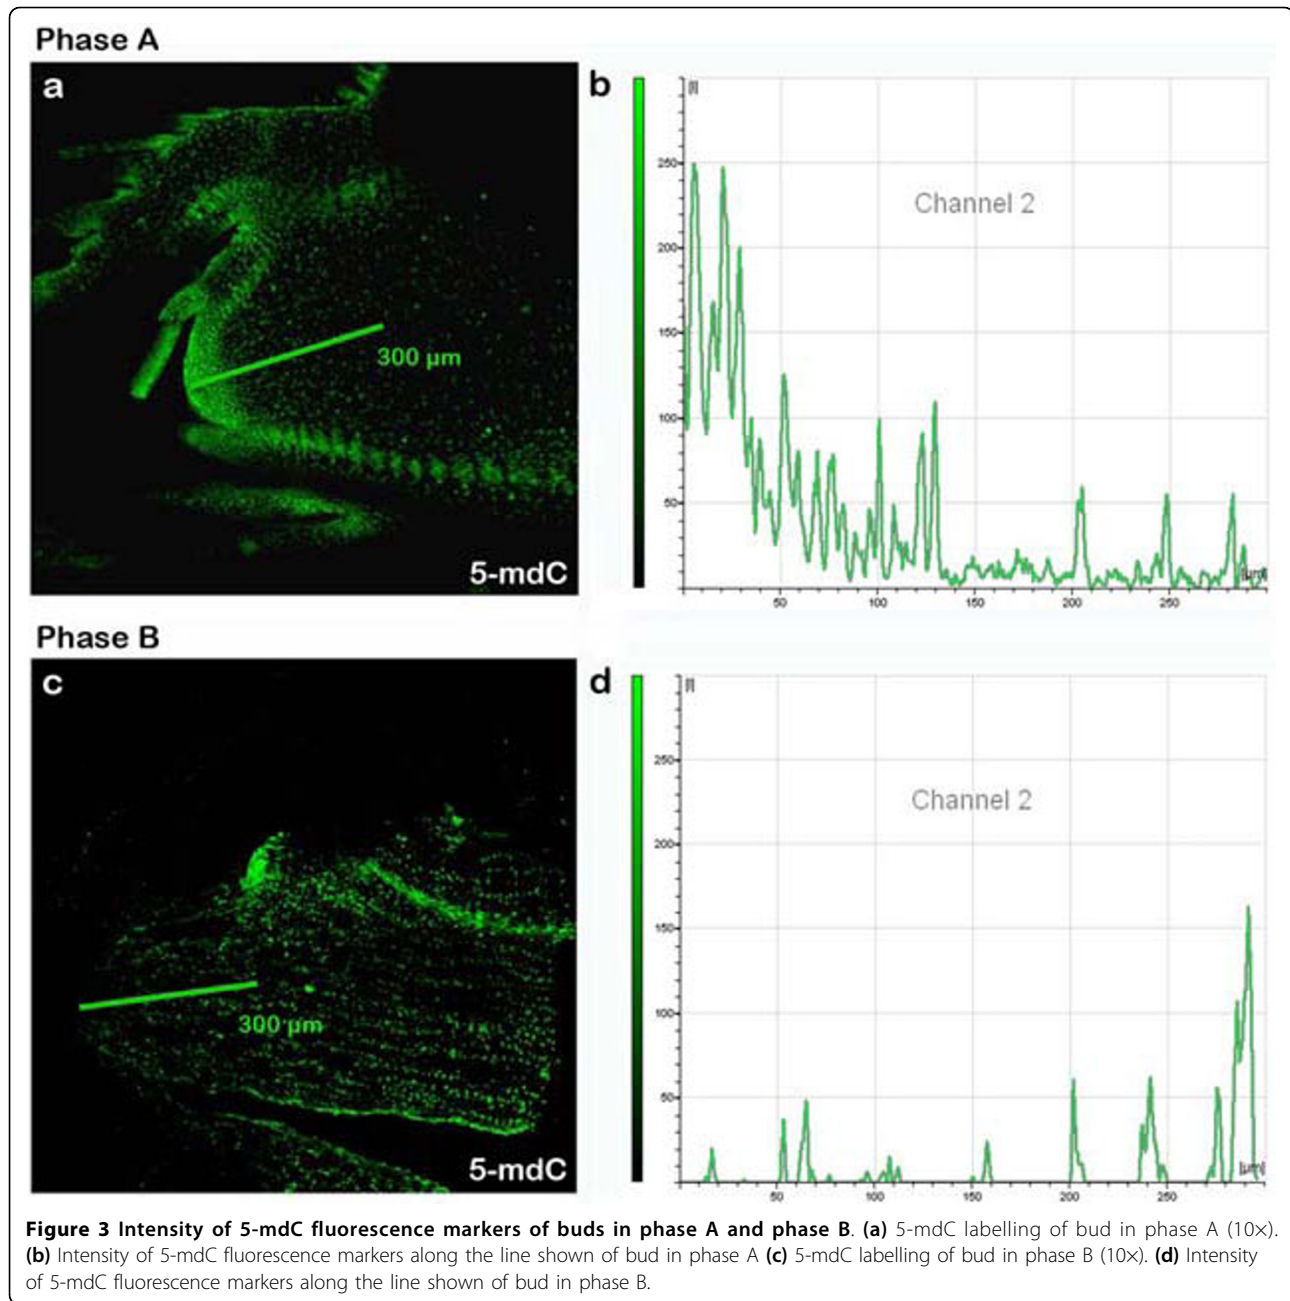 Phase A
a
300 µm
5-mdC
b
[I]
250
200
150
100
50
Channel 2
50
100
150
200
250
[µm]
Phase B
c
300 µm
5-mdC
d
[I]
250
200
150
100
50
Channel 2
50
100
150
200
250
[µm]
Figure 3 Intensity of 5-mdC fluorescence markers of buds in phase A and phase B. (a) 5-mdC labelling of bud in phase A (10×).
(b) Intensity of 5-mdC fluorescence markers along the line shown of bud in phase A (c) 5-mdC labelling of bud in phase B (10×). (d) Intensity
of 5-mdC fluorescence markers along the line shown of bud in phase B.